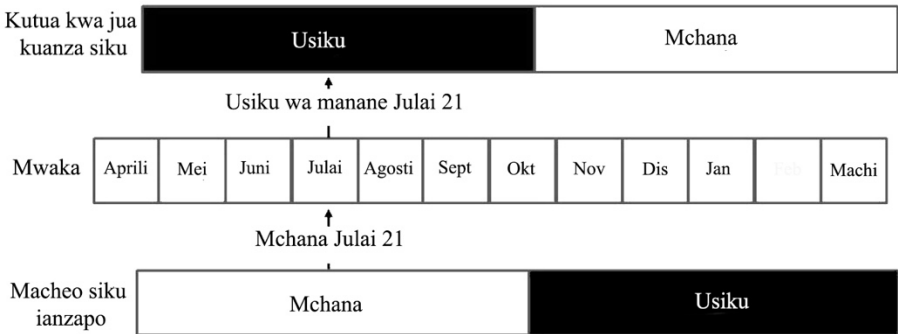 Kutua kwa jua
kuanza siku
Usiku
Mchana
Usiku wa manane Julai 21
Mwaka
Aprili Mei Juni Julai Agosti Sept Okt Nov Dis Jan Feb Machi
Mchana Julai 21
Macheo siku
ianzapo
Mchana
Usiku